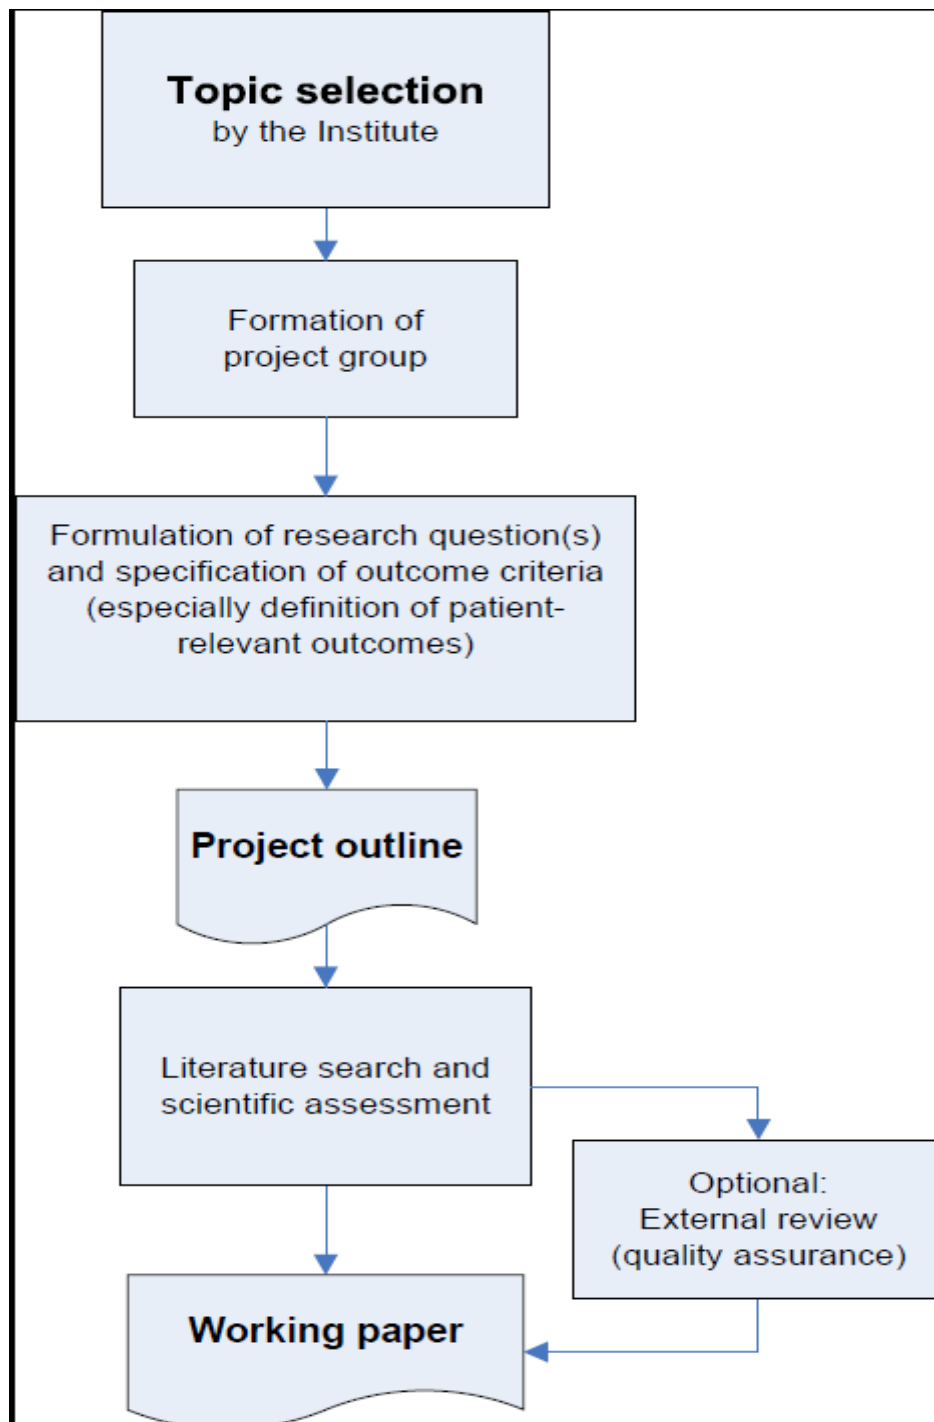 Topic selection
by the Institute
Formation of
project group
Formulation of research question(s)
and specification of outcome criteria
(especially definition of patient-
relevant outcomes)
Project outline
Literature search and
scientific assessment
Optional:
External review
(quality assurance)
Working paper